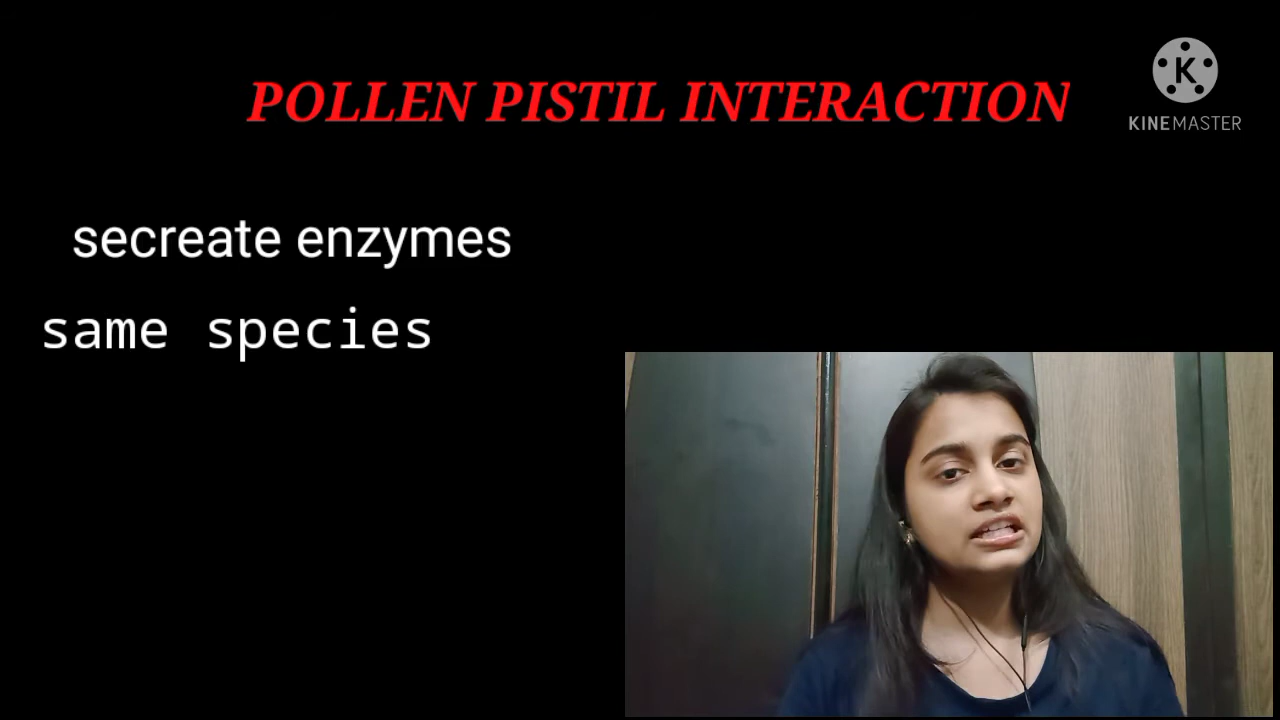 POLLEN PISTIL INTERACTION
K
KINEMASTER
secreate enzymes
same species